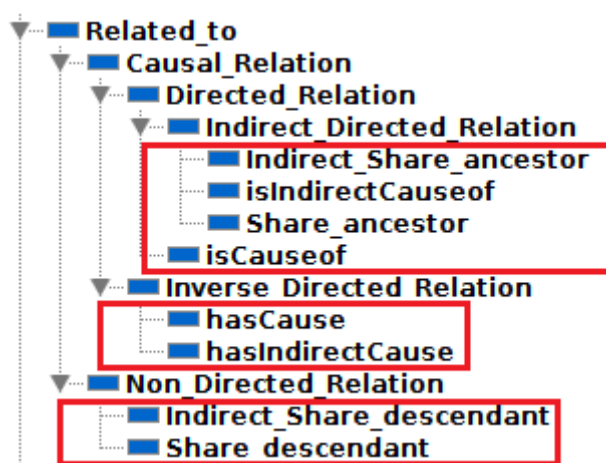 Related_to
Causal_Relation
Directed_Relation
Indirect_Directed_Relation
Indirect_Share_ancestor
isIndirectCauseof
Share_ancestor
isCauseof
Inverse_Directed_Relation
hasCause
hasIndirectCause
Non_Directed_Relation
Indirect_Share_descendant
Share_descendant